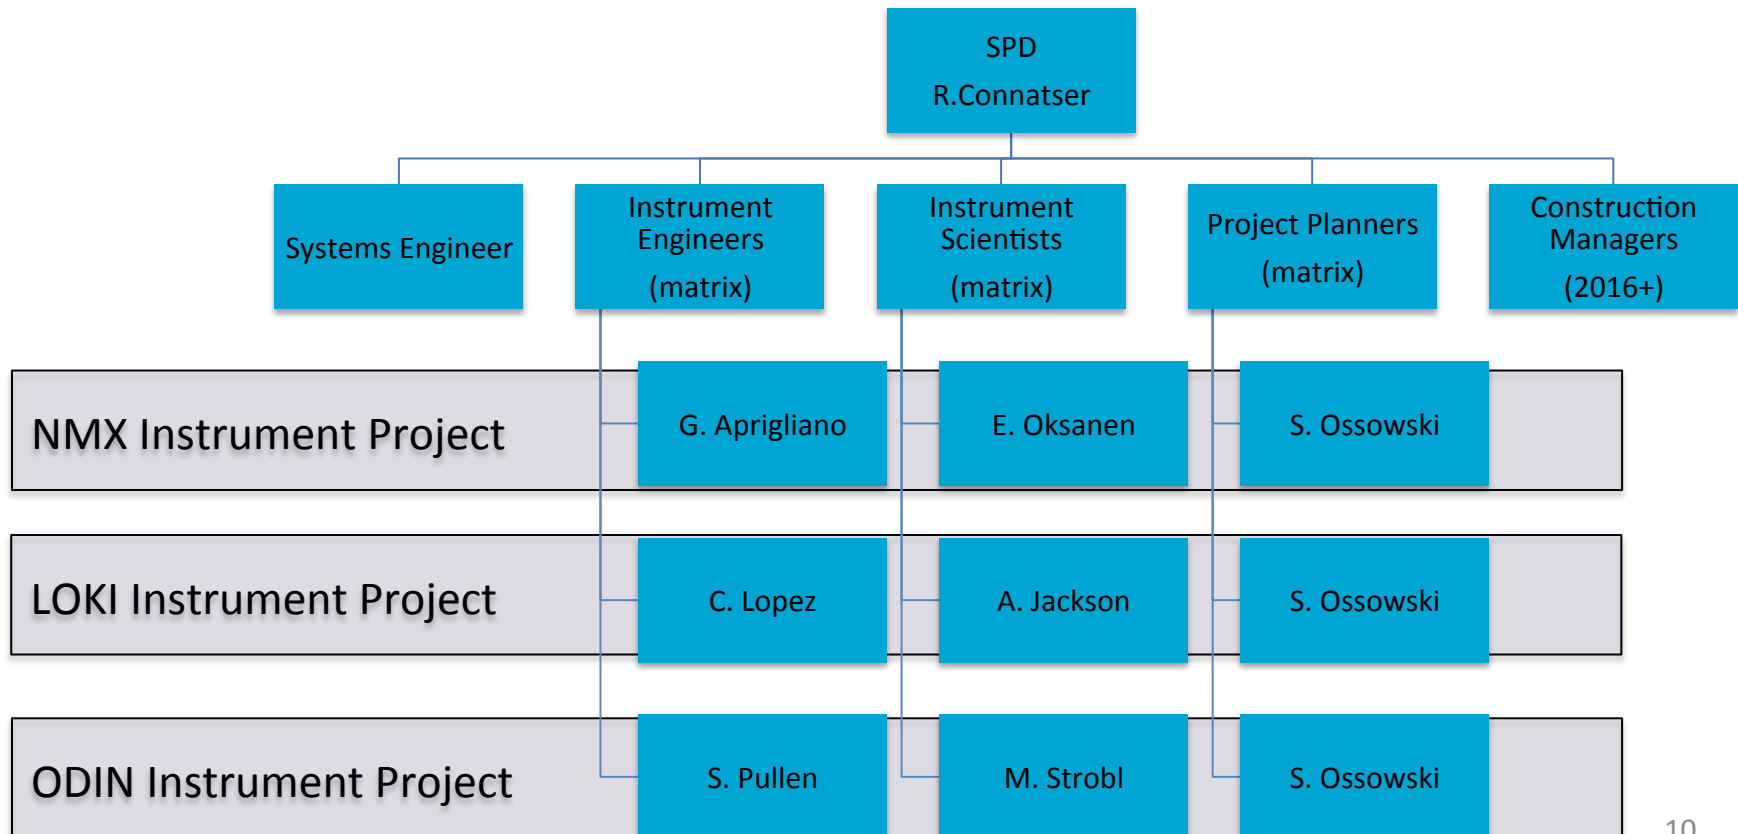 SPD
R.Connatser
Systems Engineer
Instrument
Engineers
(matrix)
Instrument
Scientists
(matrix)
Project Planners
(matrix)
Construction
Managers
(2016+)
NMX Instrument Project
G. Aprigliano
E. Oksanen
S. Ossowski
LOKI Instrument Project
C. Lopez
A. Jackson
S. Ossowski
ODIN Instrument Project
S. Pullen
M. Strobl
S. Ossowski
10